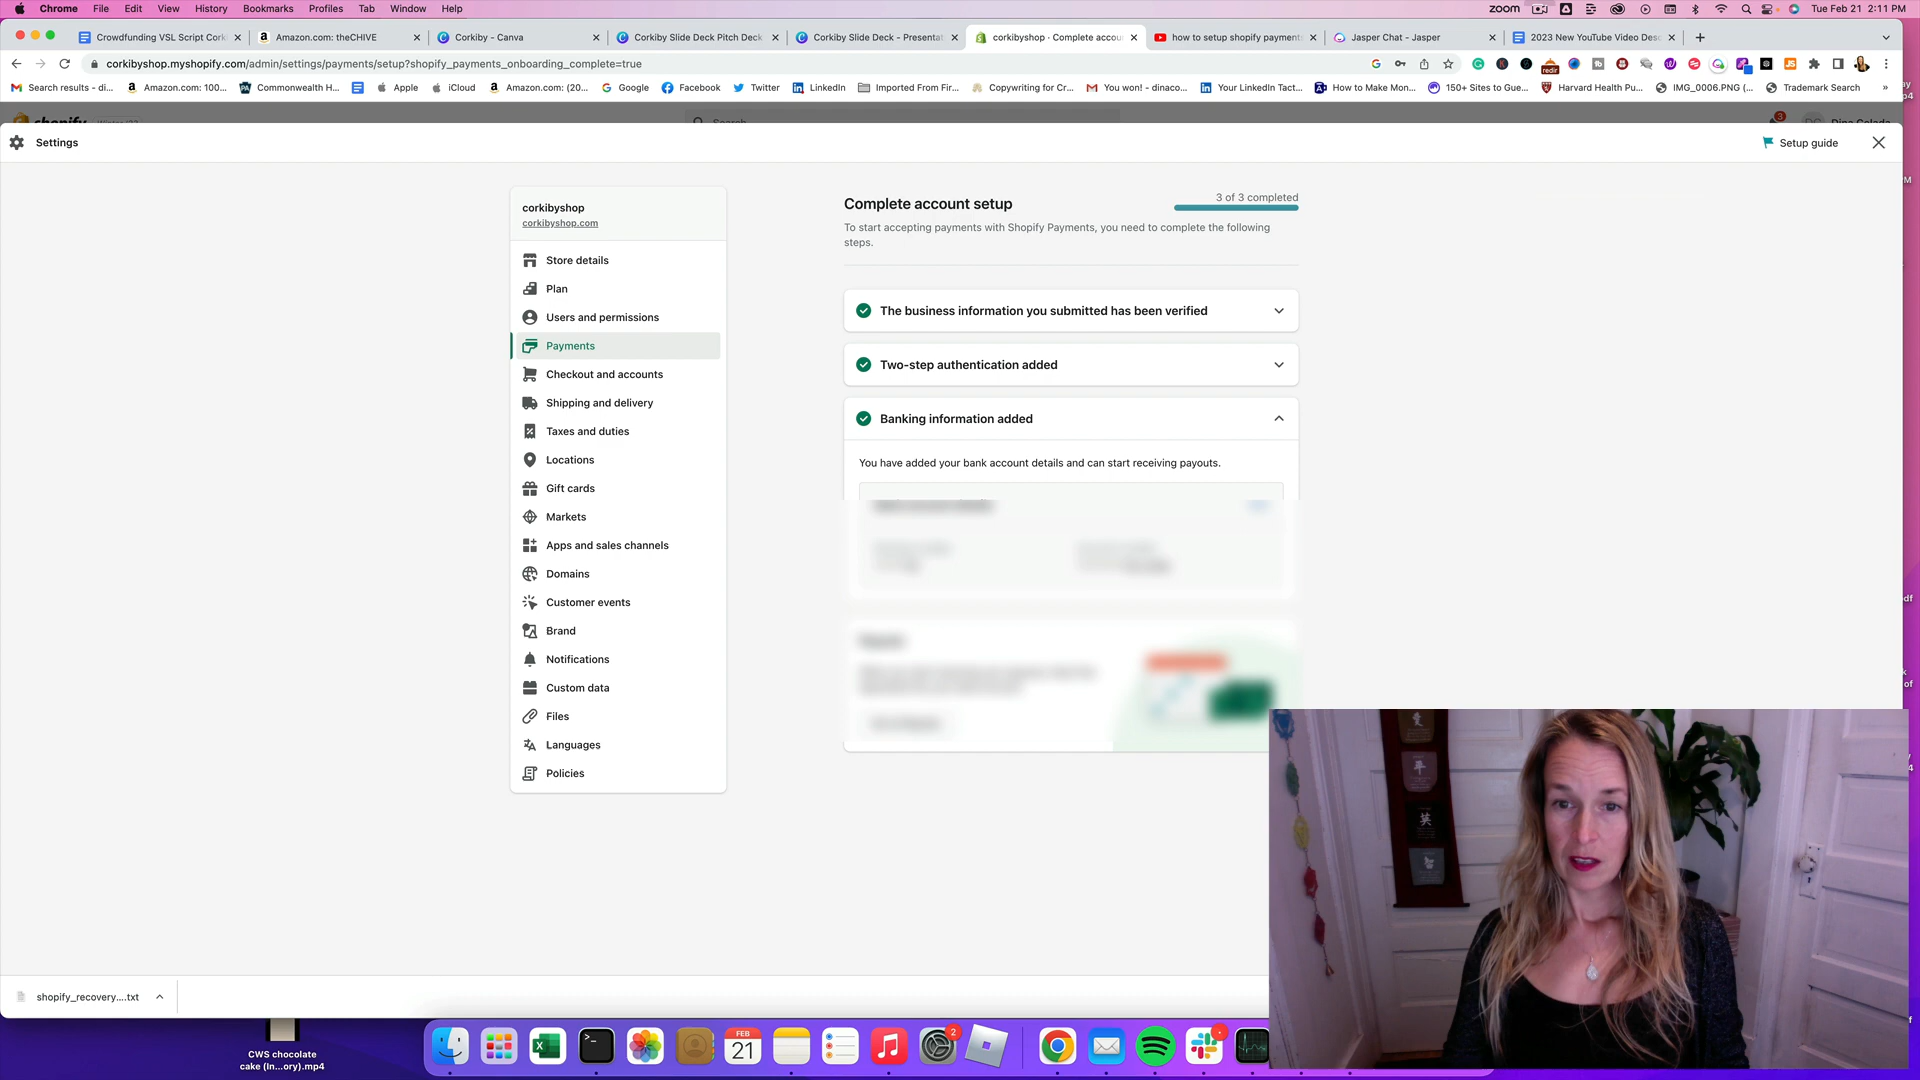 Chrome File Edit View History Bookmarks Profiles Tab Window Help
zoom Tue Feb 21 2:11 PM
Crowdfunding VSL Script Cork
Amazon.com: theCHIVE
Corkiby - Canva
Corkiby Slide Deck Pitch Deck
Corkiby Slide Deck - Presentat
corkibyshop · Complete accou
how to setup shopify payment
Jasper Chat - Jasper
2023 New YouTube Video Desc
corkibyshop.myshopify.com/admin/settings/payments/setup?shopify_payments_onboarding_complete=true
Search results - di...
Amazon.com: 100...
Commonwealth H...
Apple
iCloud
Amazon.com: (20...
Google
Facebook
Twitter
LinkedIn
Imported From Fir...
Copywriting for Cr...
You won! - dinaco...
Your LinkedIn Tact...
How to Make Mon...
150+ Sites to Gue...
Harvard Health Pu...
IMG_0006.PNG (...
Trademark Search
Settings
Setup guide
corkibyshop
corkibyshop.com
Store details
Plan
Users and permissions
Payments
Checkout and accounts
Shipping and delivery
Taxes and duties
Locations
Gift cards
Markets
Apps and sales channels
Domains
Customer events
Brand
Notifications
Custom data
Files
Languages
Policies
Complete account setup
3 of 3 completed
To start accepting payments with Shopify Payments, you need to complete the following
steps.
The business information you submitted has been verified
Two-step authentication added
Banking information added
You have added your bank account details and can start receiving payouts.
shopify_recovery....txt
CWS chocolate
cake (In...ory).mp4
FEB
21
2